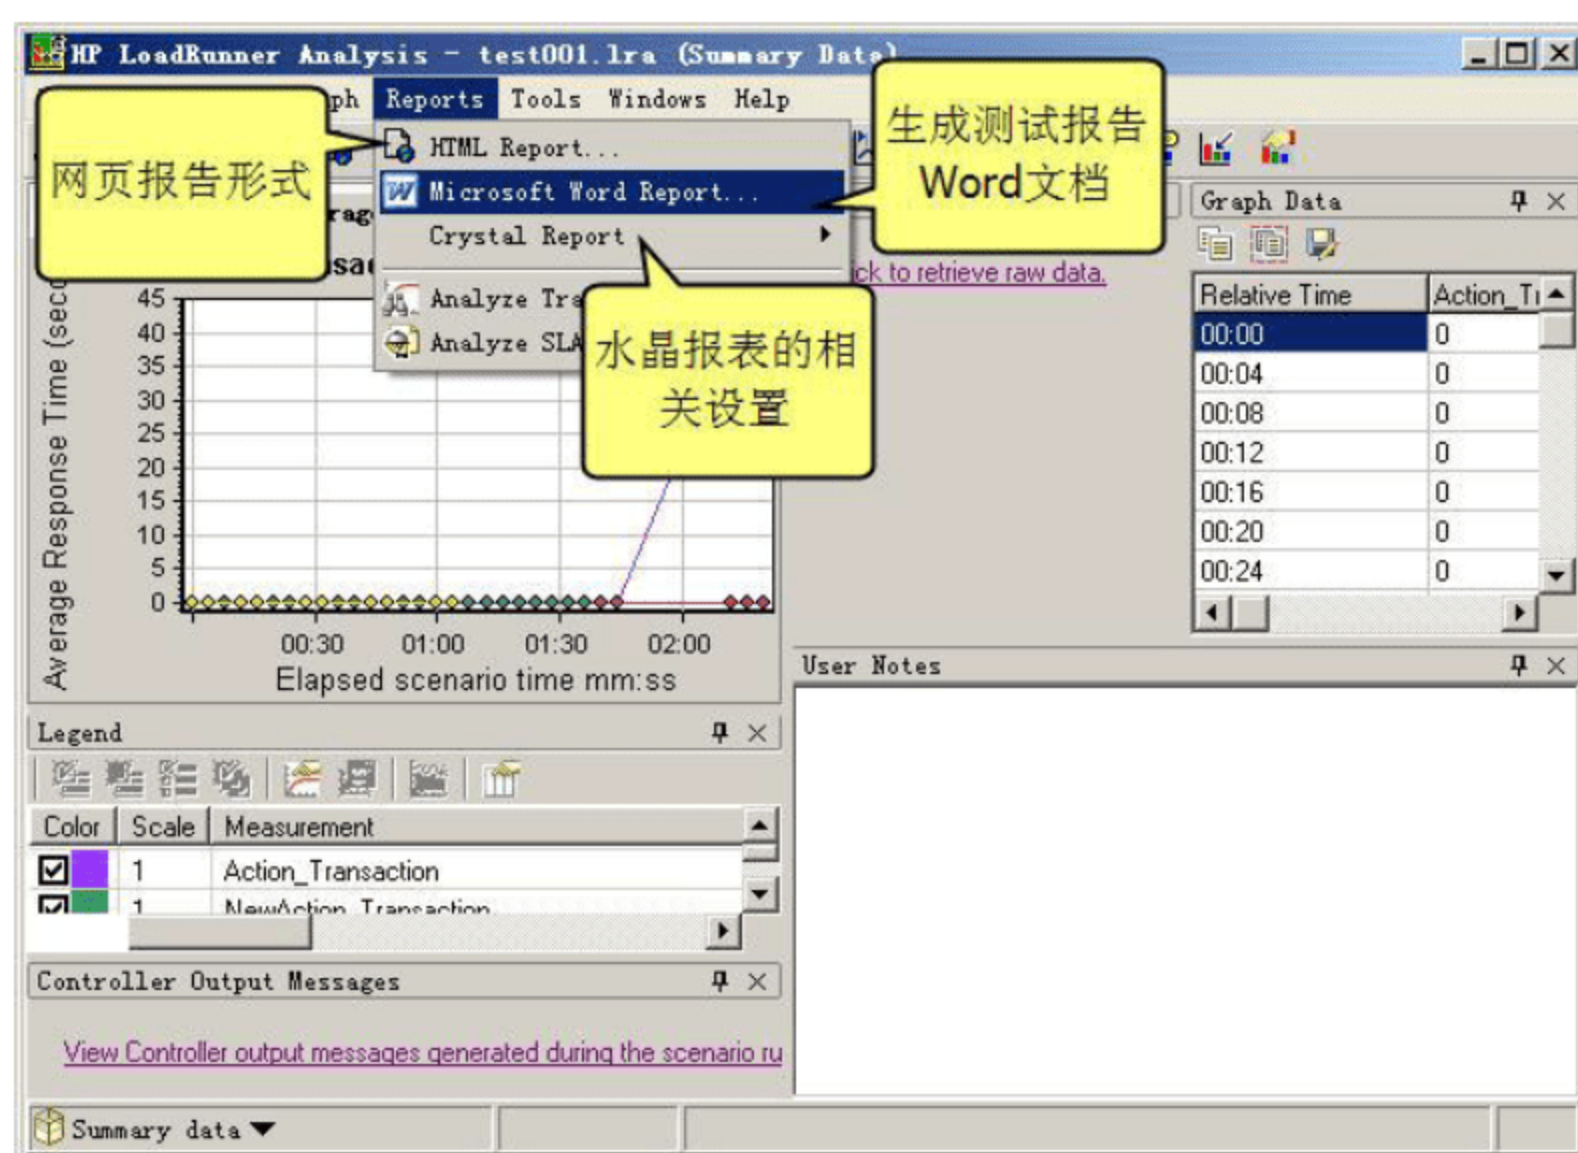 HP LoadRunner Analysis - test001.lra (Summary Data)
Reports Tools Windows Help
网页报告形式
HTML Report...
Microsoft Word Report...
Crystal Report
Analyze SLA
生成测试报告
Word文档
水晶报表的相
关设置
to retrieve raw data.
Average Response Time
45
40
35
30
25
20
15
10
5
0
00:30 01:00 01:30 02:00
Elapsed scenario time mm:ss
Graph Data
Relative Time
00:00 0
00:04 0
00:08 0
00:12 0
00:16 0
00:20 0
00:24 0
Legend
Color Scale Measurement
1 Action_Transaction
1 NewAction_Transaction
User Notes
Controller Output Messages
View Controller output messages generated during the scenario ru
Summary data